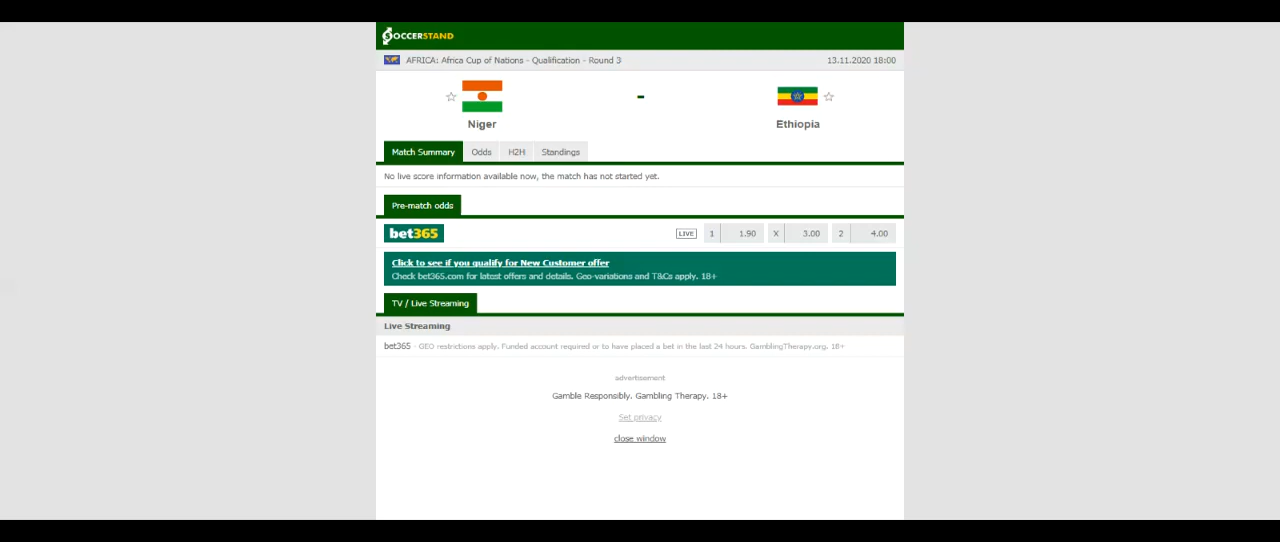 SOCCERSTAND
AFRICA: Africa Cup of Nations - Qualification - Round 3 13.11.2020 18:00
-
Niger Ethiopia
Match Summary Odds H2H Standings
No live score information available now, the match has not started yet.
Pre-match odds
bet365 LIVE 1 1.90 X 3.00 2 4.00
Click to see if you qualify for New Customer offer
Check bet365.com for latest offers and details. Geo-variations and T&Cs apply. 18+
TV / Live Streaming
Live Streaming
bet365 - GEO restrictions apply. Funded account required or to have placed a bet in the last 24 hours. GamblingTherapy.org. 18+
advertisement
Gamble Responsibly. Gambling Therapy. 18+
Set privacy
close window